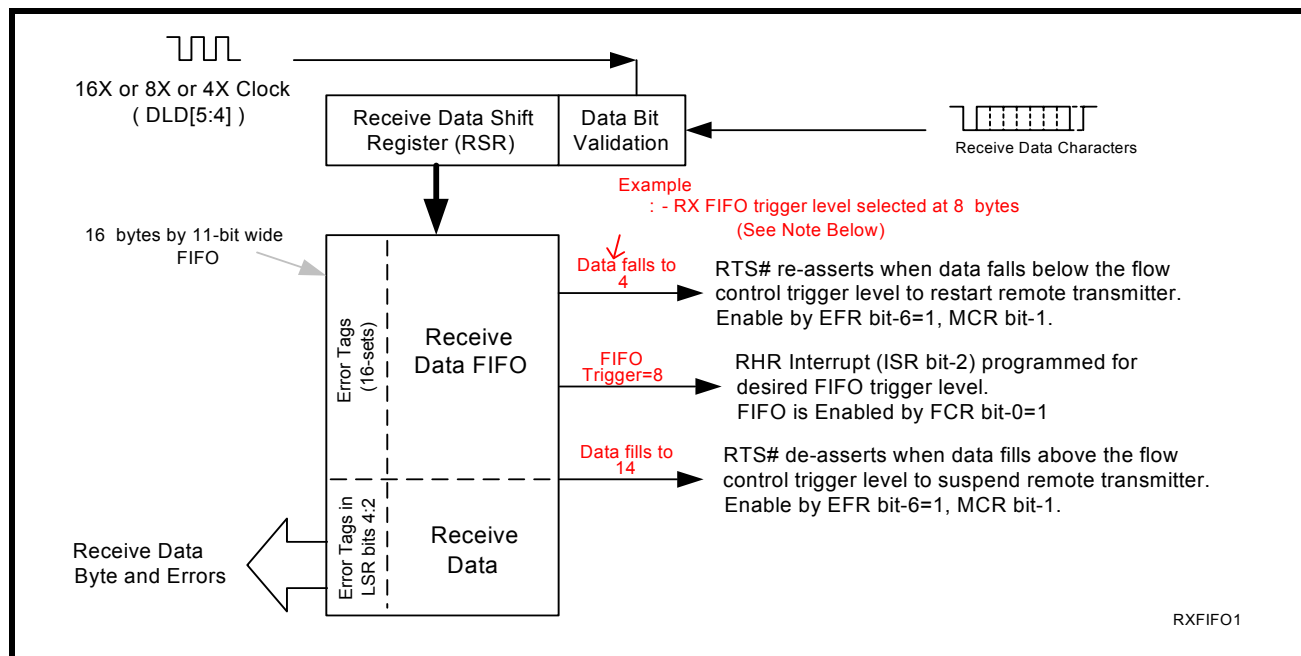 16X or 8X or 4X Clock
( DLD[5:4] )
Receive Data Shift
Register (RSR)
Data Bit
Validation
Receive Data Characters
Example
: - RX FIFO trigger level selected at 8 bytes
(See Note Below)
16 bytes by 11-bit wide
FIFO
Error Tags
(16-sets)
Receive
Data FIFO
Data falls to
4
RTS# re-asserts when data falls below the flow
control trigger level to restart remote transmitter.
Enable by EFR bit-6=1, MCR bit-1.
FIFO
Trigger=8
RHR Interrupt (ISR bit-2) programmed for
desired FIFO trigger level.
FIFO is Enabled by FCR bit-0=1
Data fills to
14
RTS# de-asserts when data fills above the flow
control trigger level to suspend remote transmitter.
Enable by EFR bit-6=1, MCR bit-1.
Error Tags in
LSR bits 4:2
Receive
Data
Receive Data
Byte and Errors
RXFIFO1